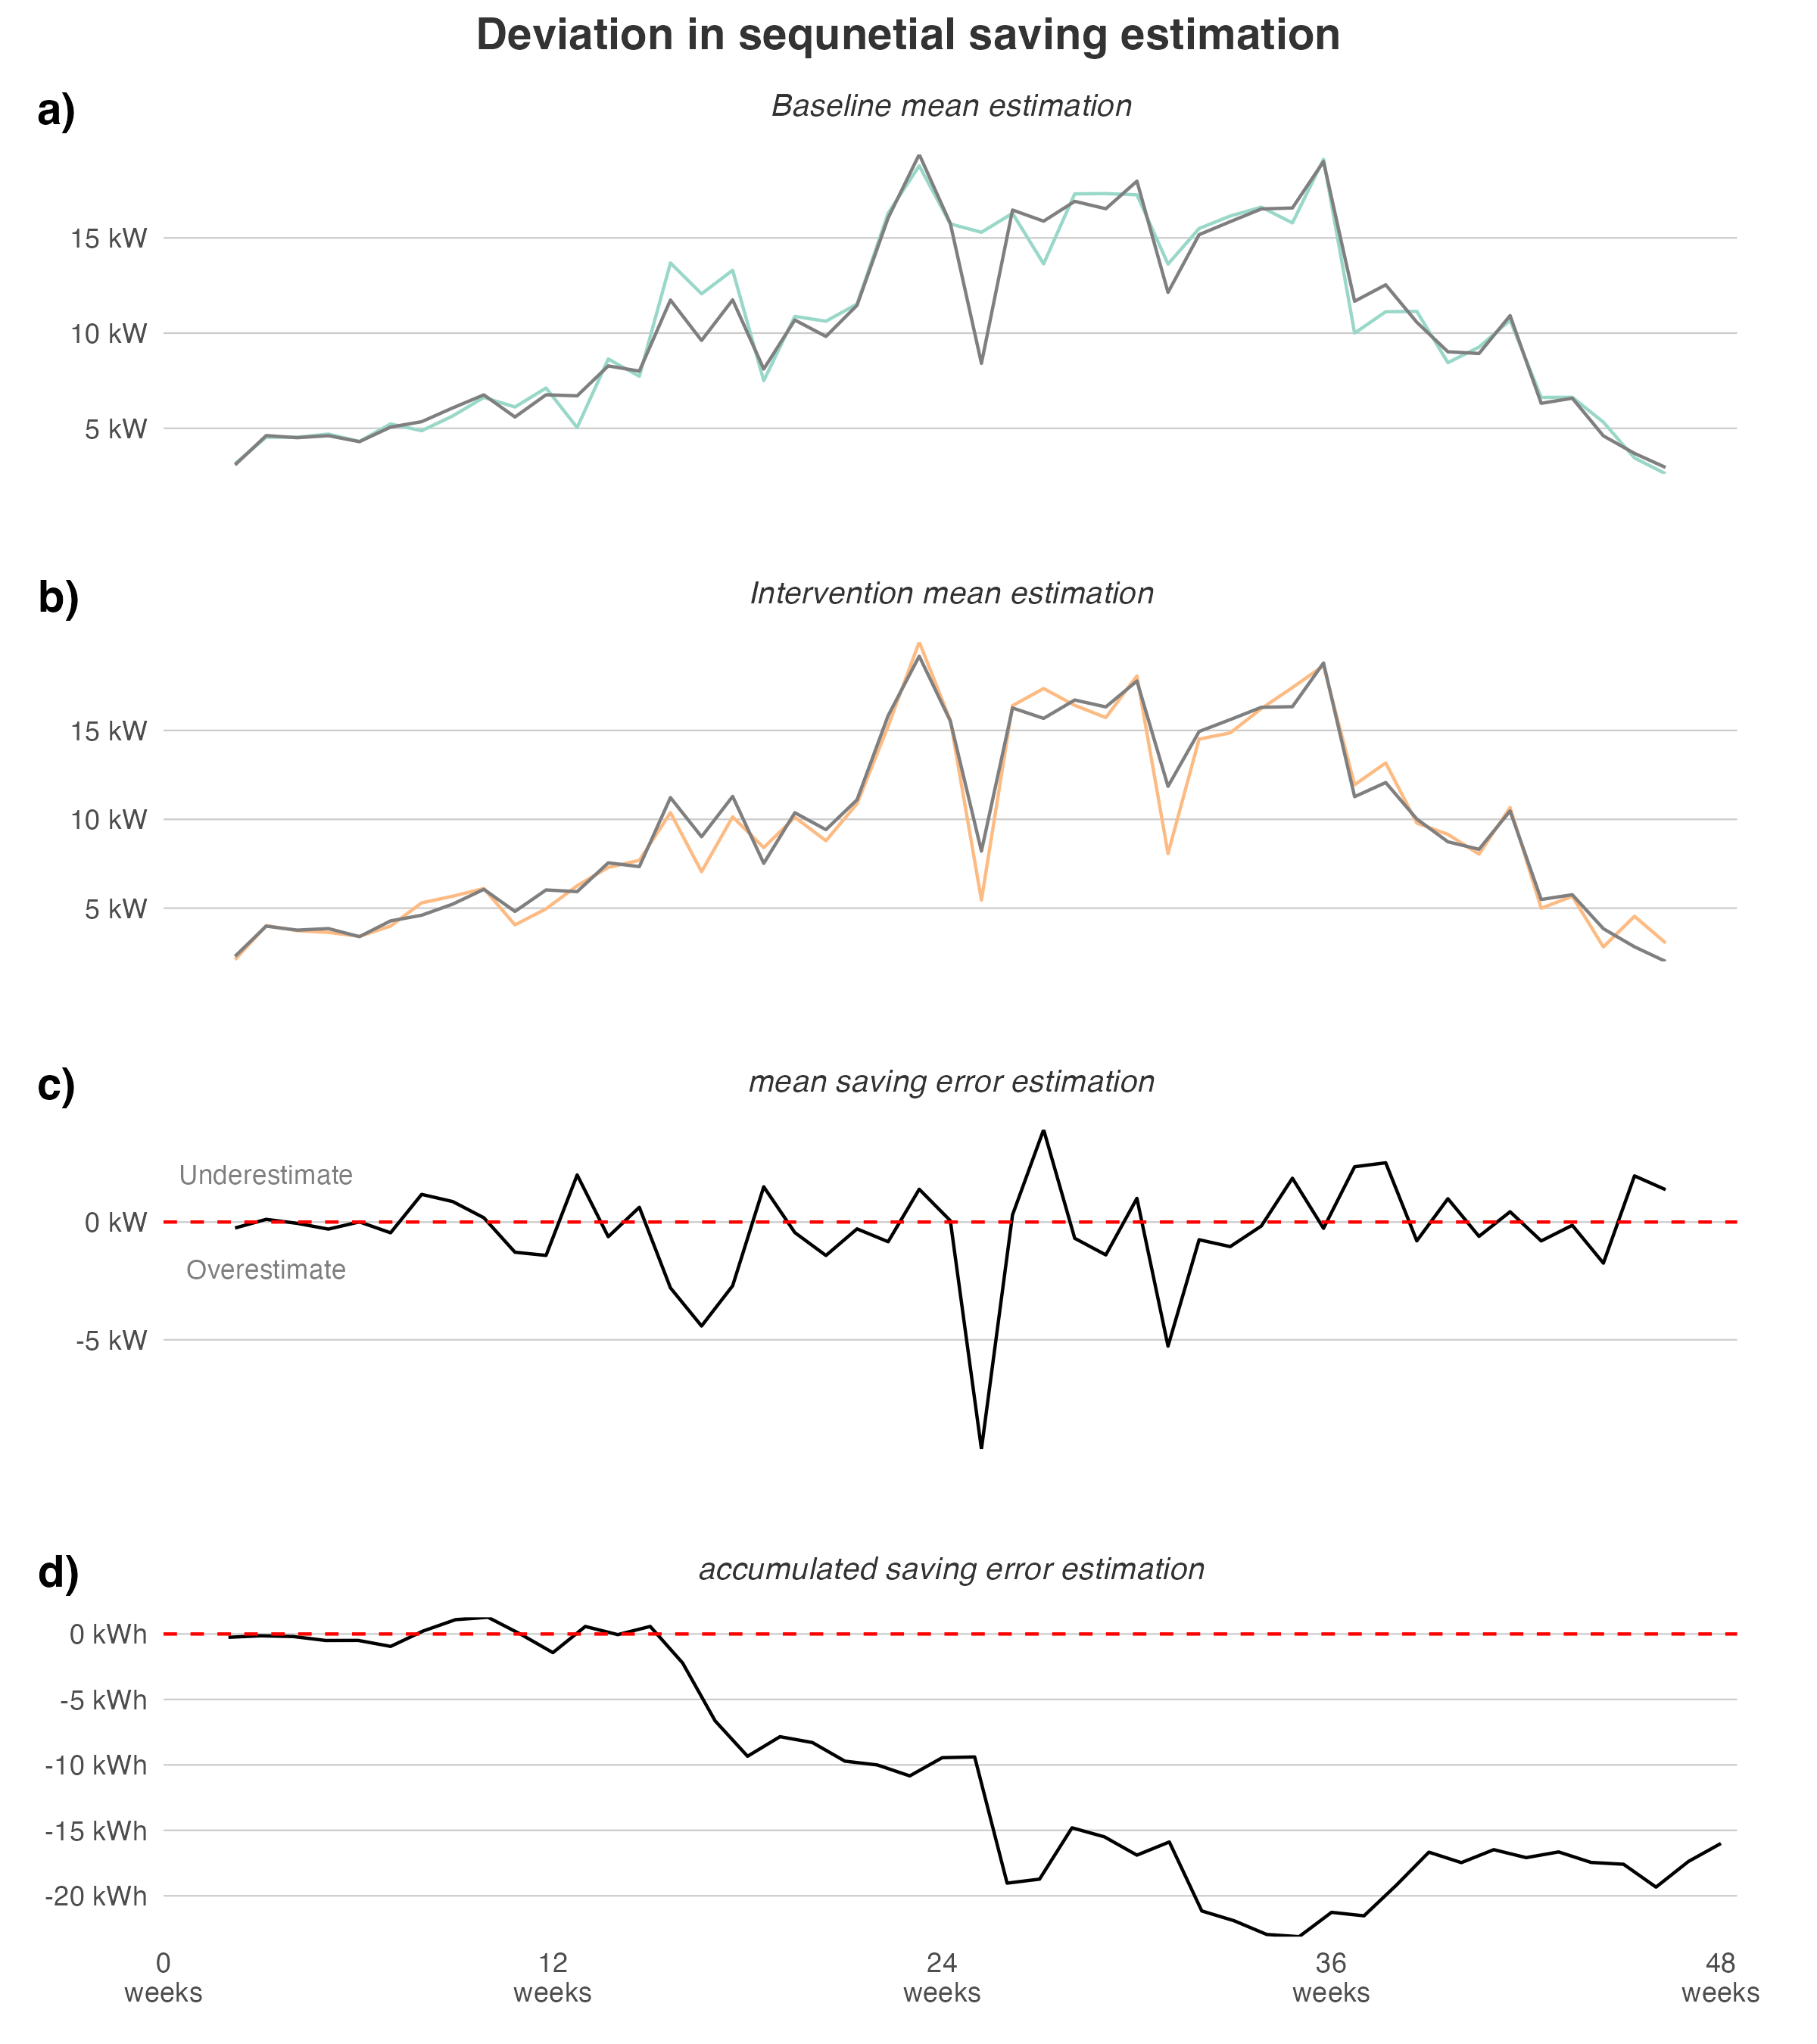 Deviation in sequnetial saving estimation
a)
Baseline mean estimation
15 kW
10 kW
5 kW
b)
Intervention mean estimation
15 kW
10 kW
5 kW
c)
mean saving error estimation
Underestimate
0 kW
Overestimate
-5 kW
d)
accumulated saving error estimation
0 kWh
-5 kWh
-10 kWh
-15 kWh
-20 kWh
0 12 24 36 48
weeks weeks weeks weeks weeks